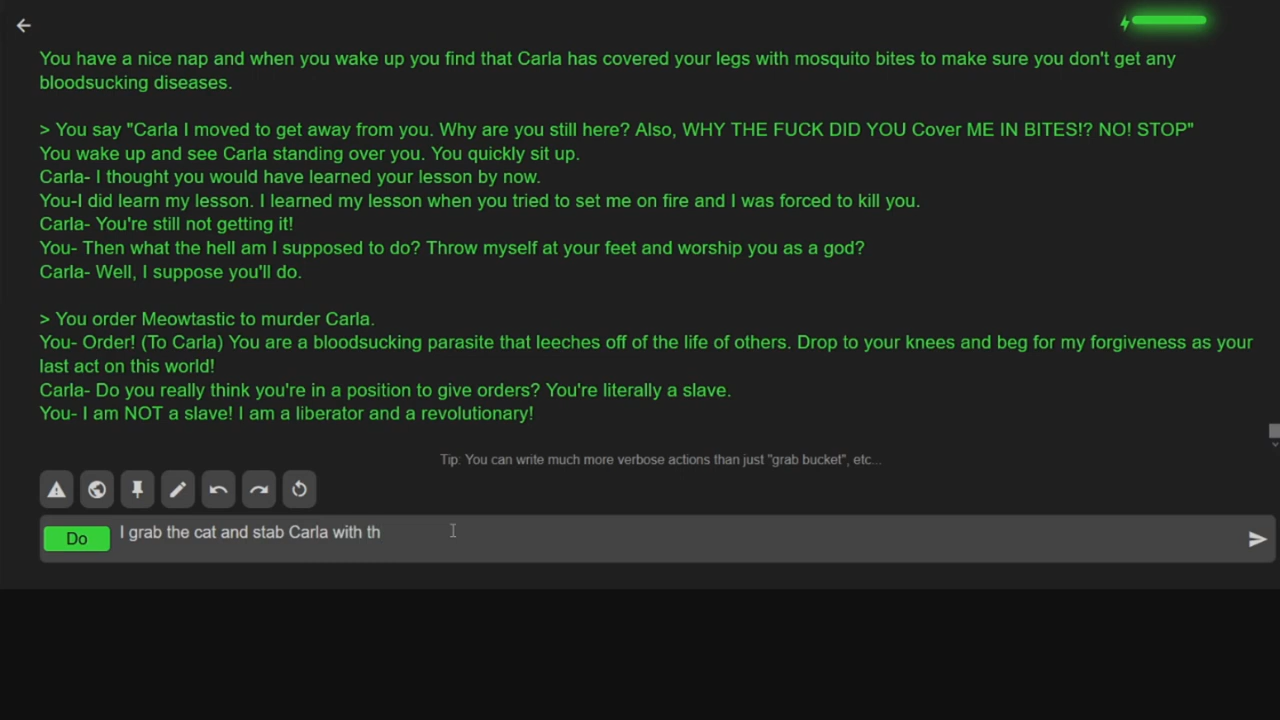 You have a nice nap and when you wake up you find that Carla has covered your legs with mosquito bites to make sure you don't get any
bloodsucking diseases.
> You say "Carla I moved to get away from you. Why are you still here? Also, WHY THE FUCK DID YOU Cover ME IN BITES!? NO! STOP"
You wake up and see Carla standing over you. You quickly sit up.
Carla- I thought you would have learned your lesson by now.
You-I did learn my lesson. I learned my lesson when you tried to set me on fire and I was forced to kill you.
Carla- You're still not getting it!
You- Then what the hell am I supposed to do? Throw myself at your feet and worship you as a god?
Carla- Well, I suppose you'll do.
> You order Meowtastic to murder Carla.
You- Order! (To Carla) You are a bloodsucking parasite that leeches off of the life of others. Drop to your knees and beg for my forgiveness as your
last act on this world!
Carla- Do you really think you're in a position to give orders? You're literally a slave.
You- I am NOT a slave! I am a liberator and a revolutionary!
Tip: You can write much more verbose actions than just "grab bucket", etc...
Do I grab the cat and stab Carla with th